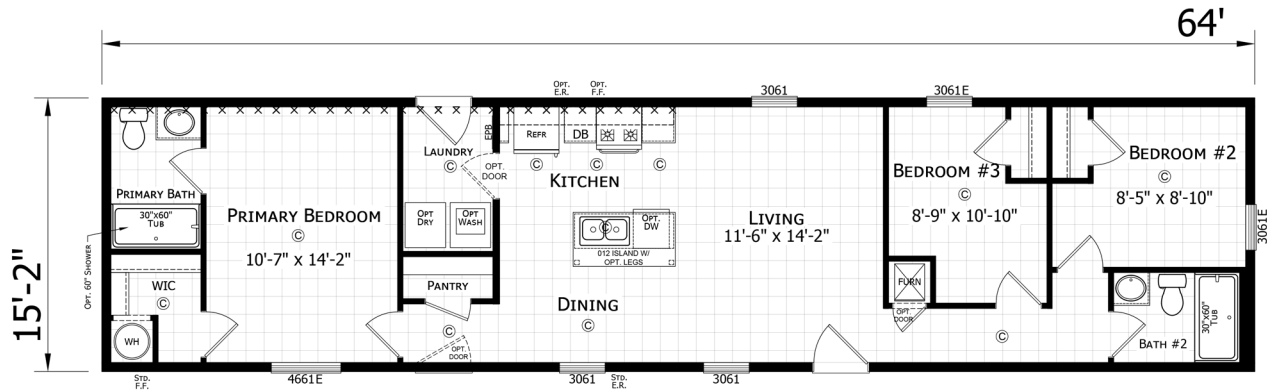 64'
15'-2"
OPT.
E.R.
OPT.
F.F.
3061
3061E
PRIMARY BATH
30"x60"
TUB
OPT. 60" SHOWER
WIC
C
WH
PRIMARY BEDROOM
C
10'-7" x 14'-2"
LAUNDRY
C
EPB
OPT.
DOOR
OPT
DRY
OPT
WASH
PANTRY
C
OPT.
DOOR
REFR
DB
C
C
C
KITCHEN
C
OPT.
DW
012 ISLAND W/
OPT. LEGS
DINING
C
LIVING
11'-6" x 14'-2"
BEDROOM #3
C
8'-9" x 10'-10"
FURN
OPT.
DOOR
BEDROOM #2
C
8'-5" x 8'-10"
3061E
C
BATH #2
30"x60"
TUB
STD.
F.F.
4661E
3061
STD.
E.R.
3061